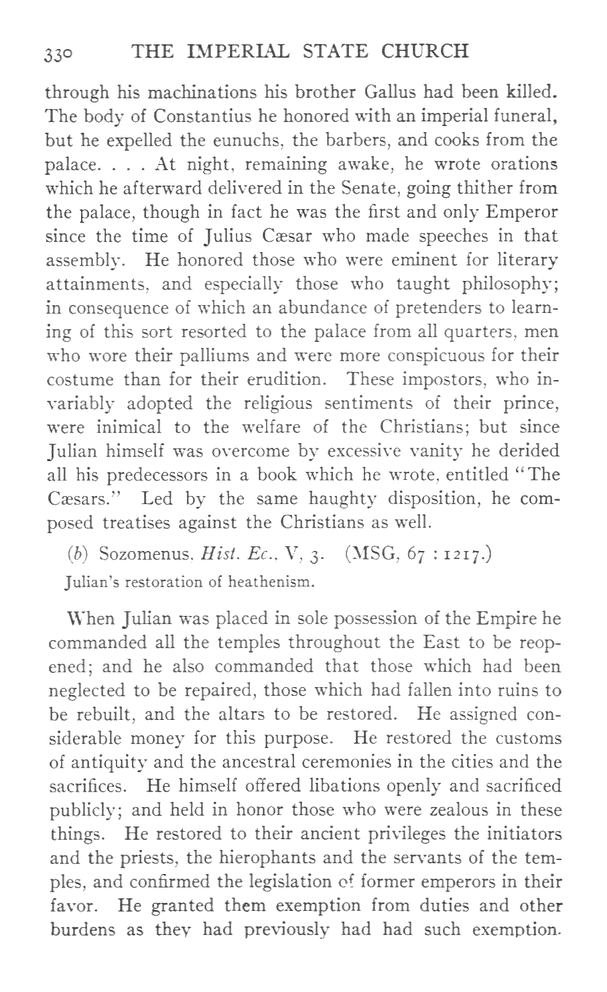 330 THE IMPERIAL STATE CHURCH
through his machinations his brother Gallus had been killed.
The body of Constantius he honored with an imperial funeral,
but he expelled the eunuchs, the barbers, and cooks from the
palace. . . . At night, remaining awake, he wrote orations
which he afterward delivered in the Senate, going thither from
the palace, though in fact he was the first and only Emperor
since the time of Julius Cæsar who made speeches in that
assembly. He honored those who were eminent for literary
attainments, and especially those who taught philosophy;
in consequence of which an abundance of pretenders to learn-
ing of this sort resorted to the palace from all quarters, men
who wore their palliums and were more conspicuous for their
costume than for their erudition. These impostors, who in-
variably adopted the religious sentiments of their prince,
were inimical to the welfare of the Christians; but since
Julian himself was overcome by excessive vanity he derided
all his predecessors in a book which he wrote, entitled "The
Cæsars." Led by the same haughty disposition, he com-
posed treatises against the Christians as well.
(b) Sozomenus, Hist. Ec., V, 3. (MSG, 67 : 1217.)
Julian's restoration of heathenism.
When Julian was placed in sole possession of the Empire he
commanded all the temples throughout the East to be reop-
ened; and he also commanded that those which had been
neglected to be repaired, those which had fallen into ruins to
be rebuilt, and the altars to be restored. He assigned con-
siderable money for this purpose. He restored the customs
of antiquity and the ancestral ceremonies in the cities and the
sacrifices. He himself offered libations openly and sacrificed
publicly; and held in honor those who were zealous in these
things. He restored to their ancient privileges the initiators
and the priests, the hierophants and the servants of the tem-
ples, and confirmed the legislation of former emperors in their
favor. He granted them exemption from duties and other
burdens as they had previously had had such exemption.